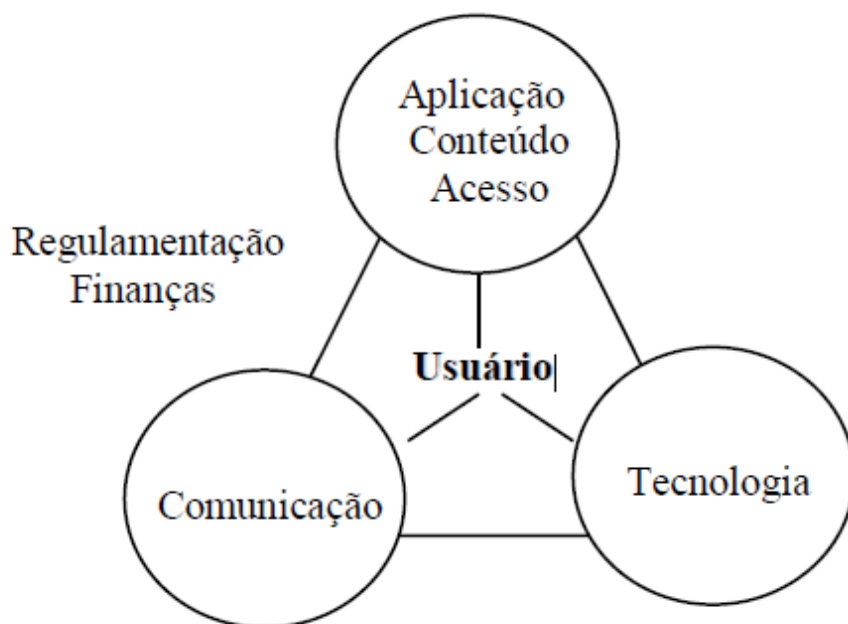 Aplicação
Conteúdo
Acesso
Regulamentação
Finanças
Usuário
Comunicação
Tecnologia